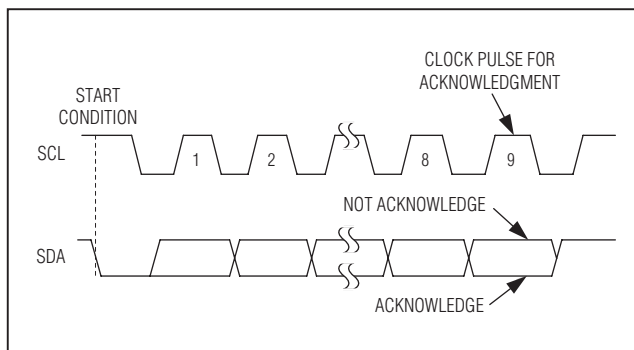 CLOCK PULSE FOR
ACKNOWLEDGMENT
START
CONDITION
SCL
1
2
8
9
NOT ACKNOWLEDGE
SDA
ACKNOWLEDGE